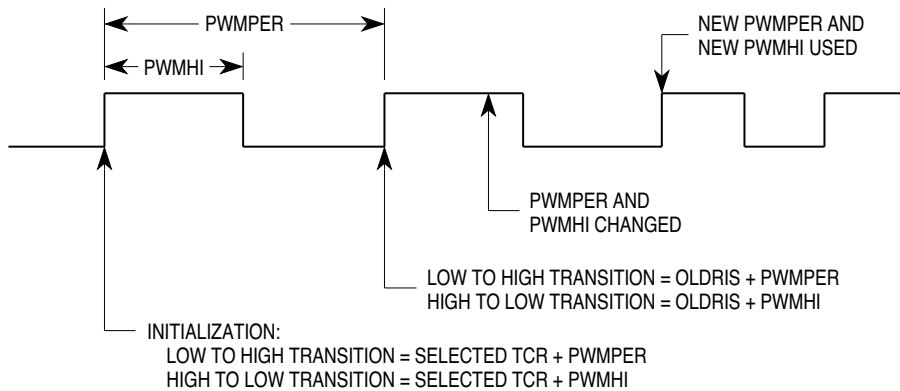 PWMPER
PWMHI
NEW PWMPER AND
NEW PWMHI USED
PWMPER AND
PWMHI CHANGED
LOW TO HIGH TRANSITION = OLDRIS + PWMPER
HIGH TO LOW TRANSITION = OLDRIS + PWMHI
INITIALIZATION:
LOW TO HIGH TRANSITION = SELECTED TCR + PWMPER
HIGH TO LOW TRANSITION = SELECTED TCR + PWMHI